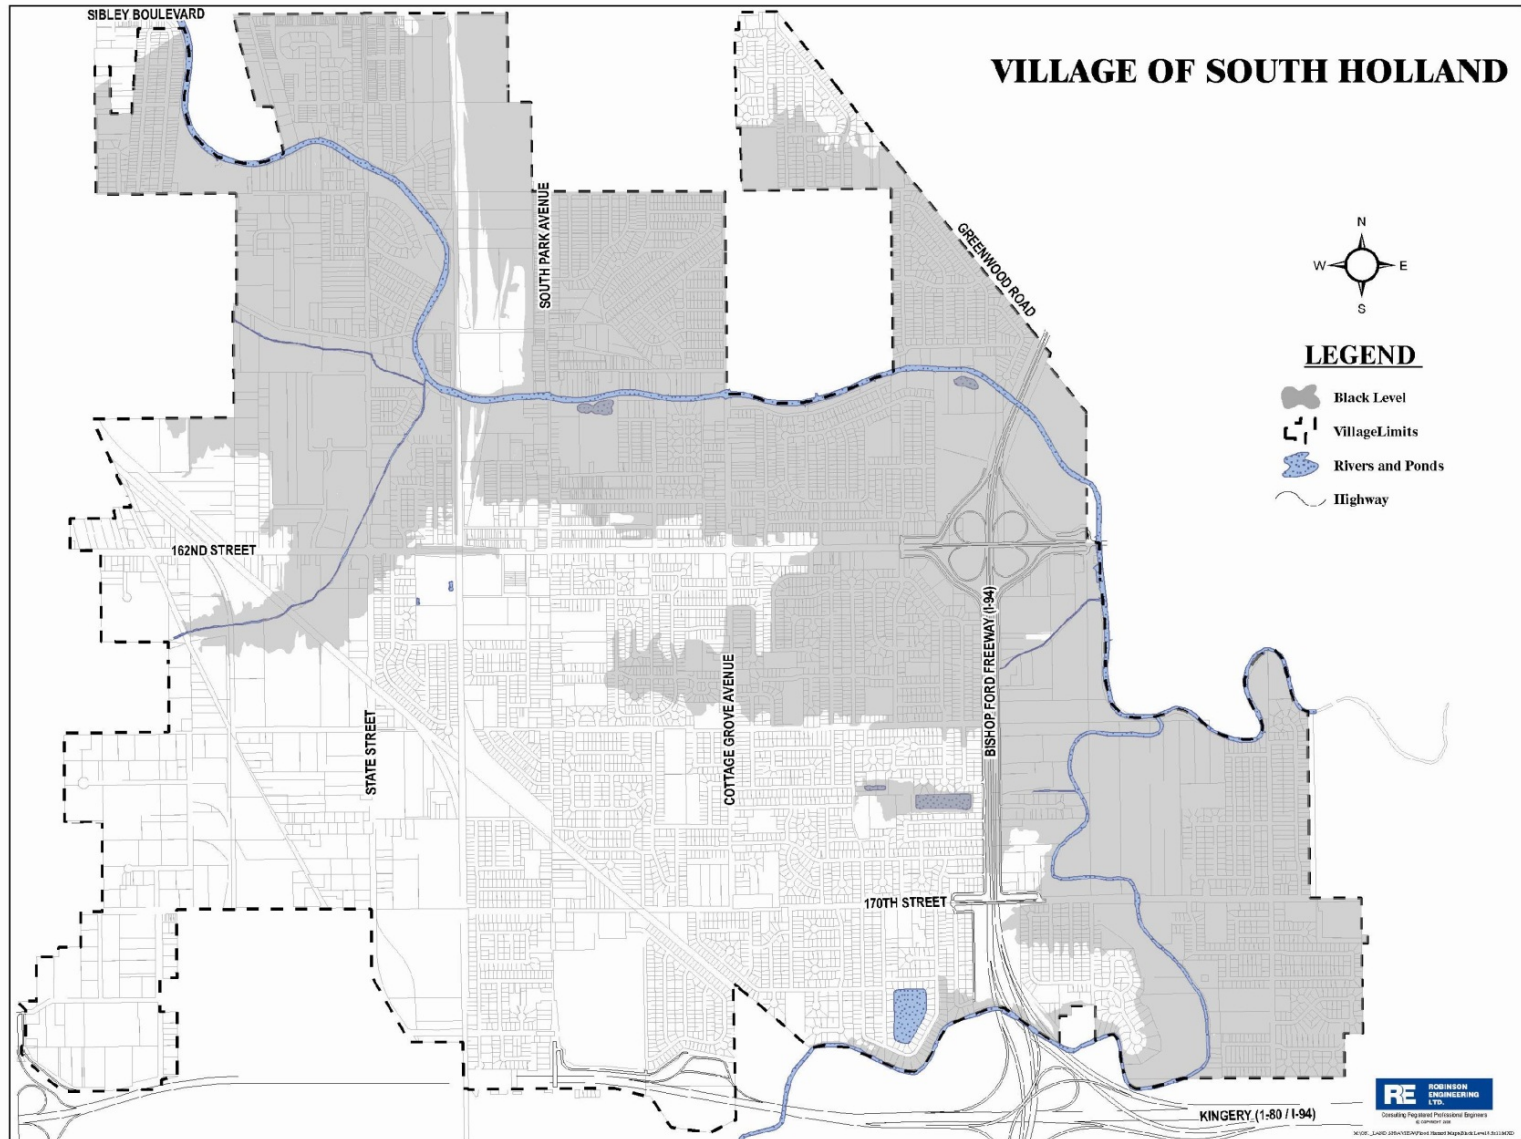 SIBLEY BOULEVARD
VILLAGE OF SOUTH HOLLAND
SOUTH PARK AVENUE
GREENWOOD ROAD
N
W
E
S
LEGEND
Black Level
VillageLimits
Rivers and Ponds
Highway
162ND STREET
BISHOP FORD FREEWAY (I-94)
COTTAGE GROVE AVENUE
STATE STREET
170TH STREET
KINGERY (1-80 / I-94)
RE
ROBINSON
ENGINEERING
LTD.
Consulting Registered Professional Engineers